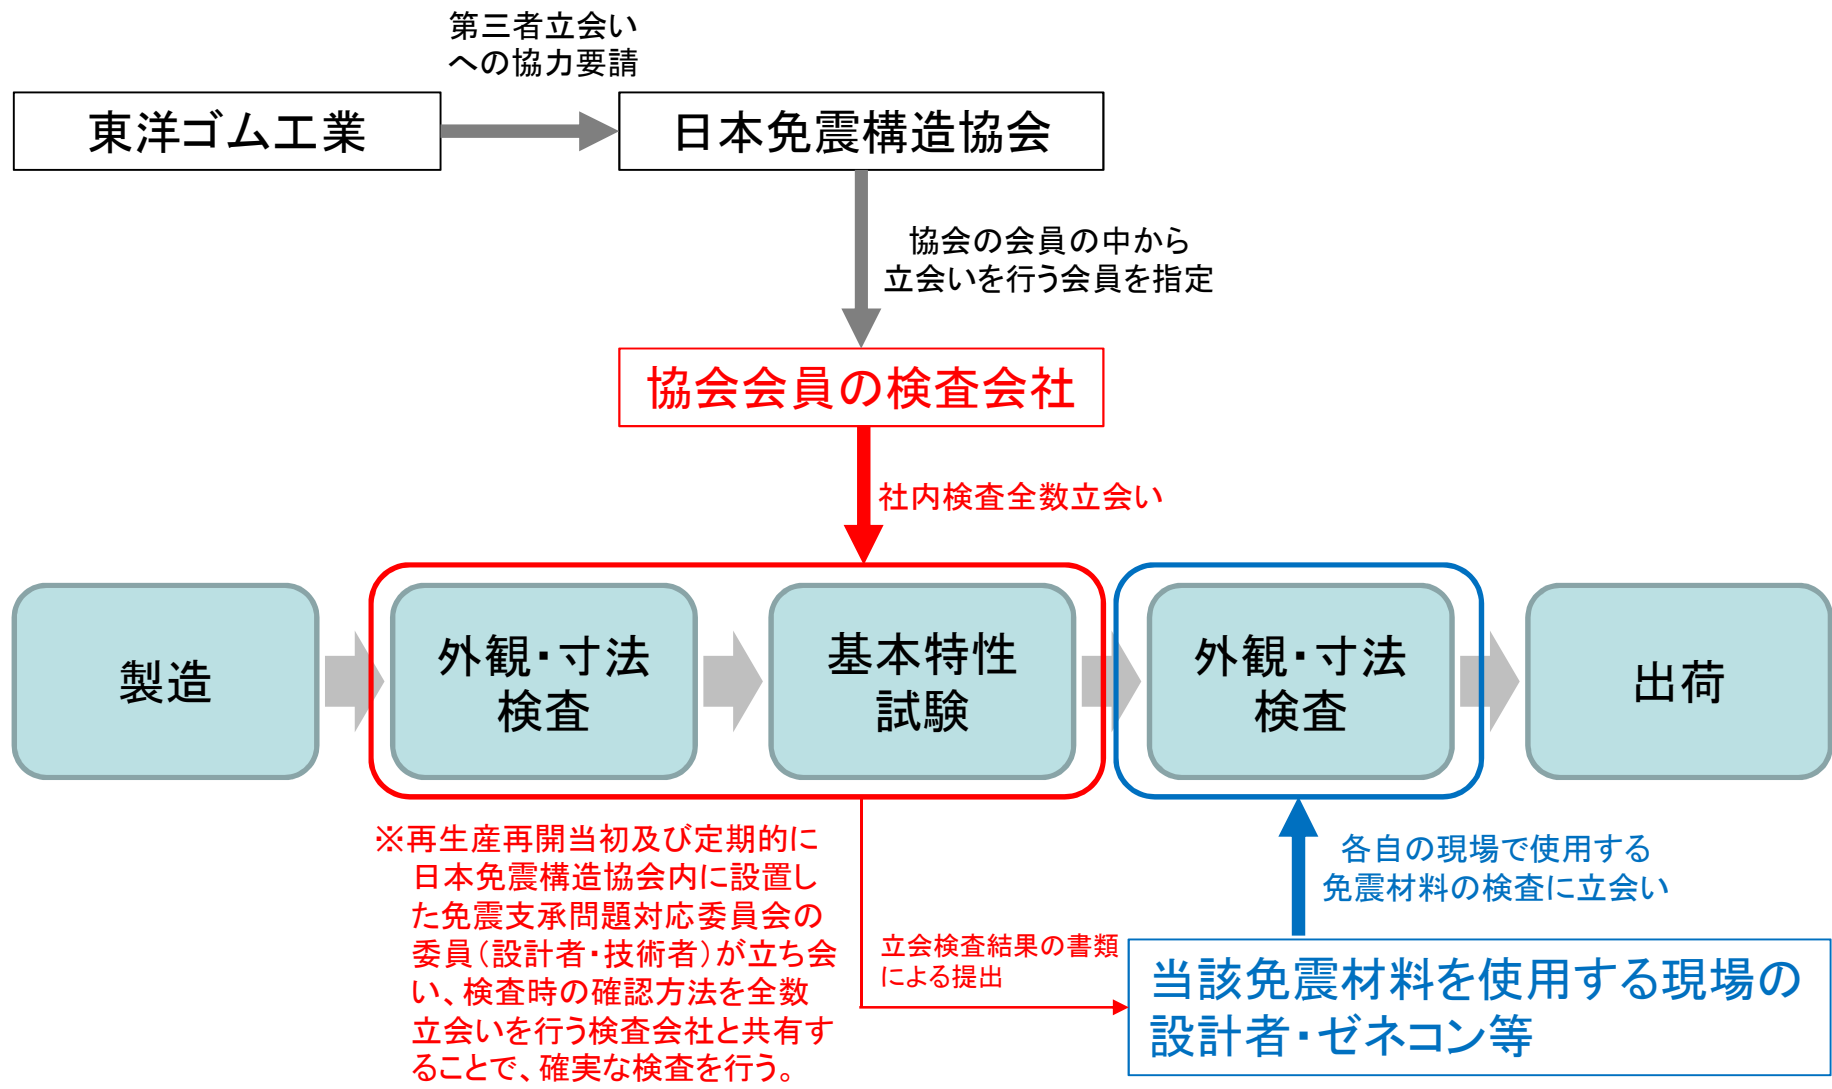 第三者立会い
への協力要請
東洋ゴム工業
日本免震構造協会
協会の会員の中から
立会いを行う会員を指定
協会会員の検査会社
社内検査全数立会い
製造
外観・寸法
検査
基本特性
試験
外観・寸法
検査
出荷
※再生産再開当初及び定期的に
日本免震構造協会内に設置し
た免震支承問題対応委員会の
委員(設計者・技術者)が立ち会
い、検査時の確認方法を全数
立会いを行う検査会社と共有す
ることで、確実な検査を行う。
各自の現場で使用する
免震材料の検査に立会い
立会検査結果の書類
による提出
当該免震材料を使用する現場の
設計者・ゼネコン等